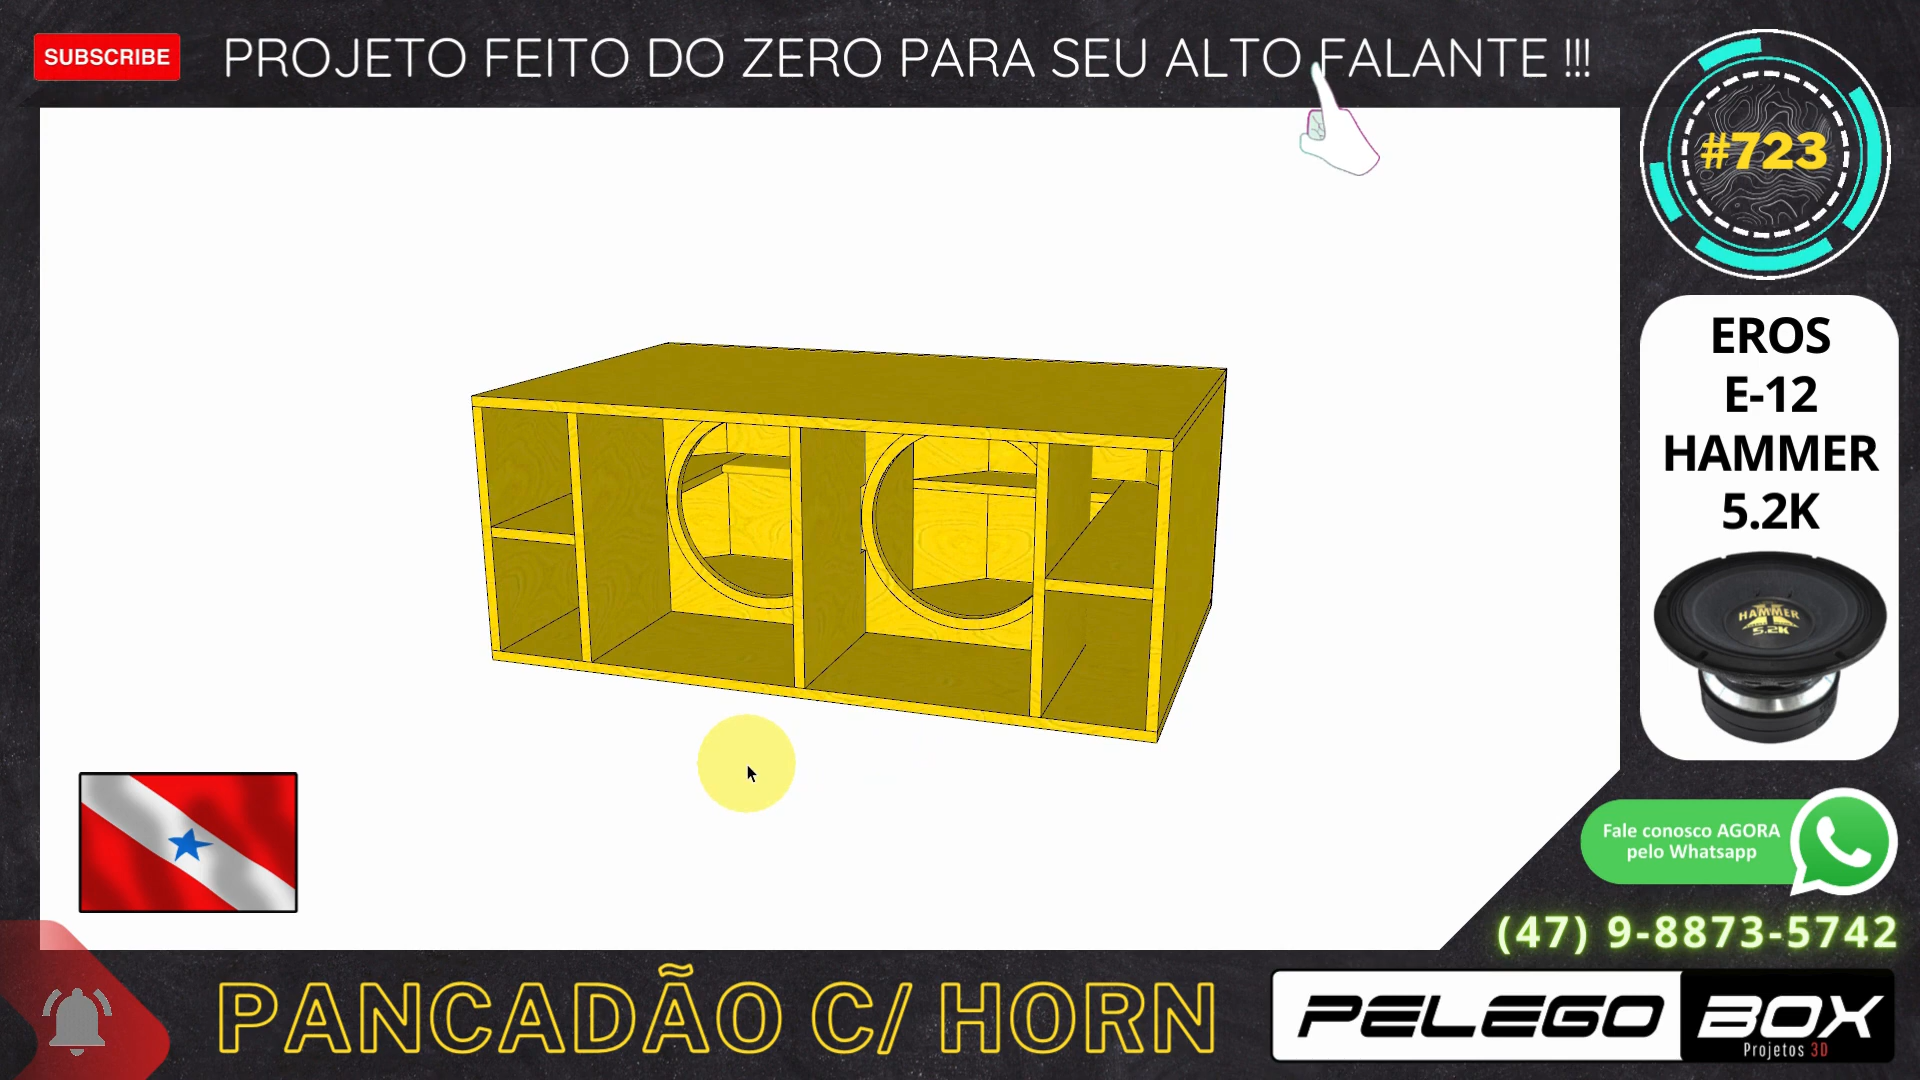 SUBSCRIBE
PROJETO FEITO DO ZERO PARA SEU ALTO FALANTE !!!
#723
EROS
E-12
HAMMER
5.2K
HAMMER
5.2K
Fale conosco AGORA
pelo Whatsapp
(47) 9-8873-5742
PANCADÃO C/ HORN
PELEGO BOX
Projetos 3D